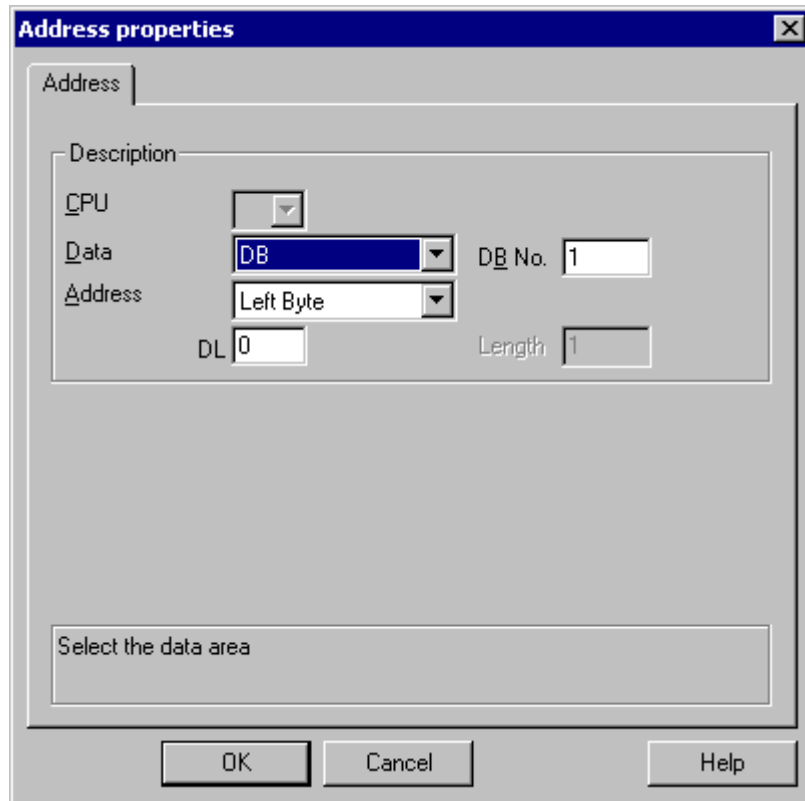 Address properties
Address
Description
CPU
Data DB DB No. 1
Address Left Byte
DL 0 Length 1
Select the data area
OK Cancel Help